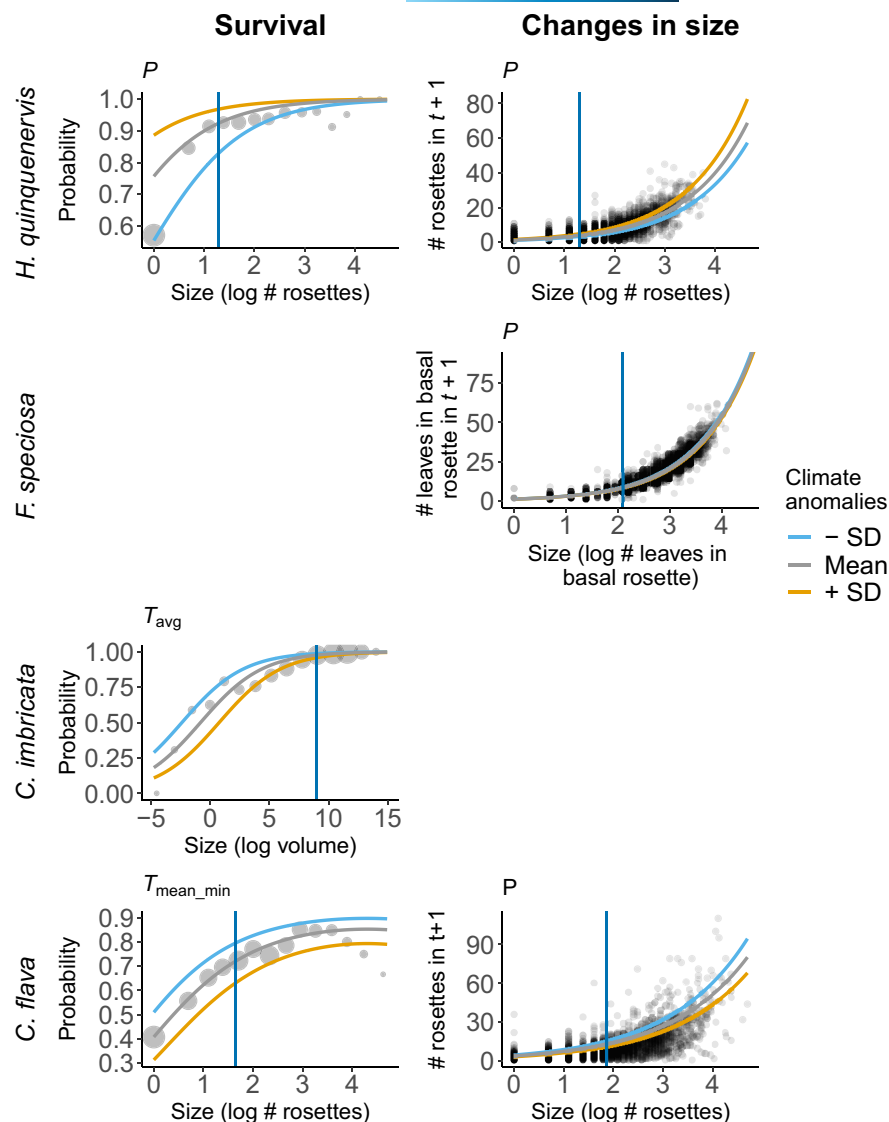 Survival
Changes in size
H. quinquenervis
P
Probability
1.0
0.9
0.8
0.7
0.6
0 1 2 3 4
Size (log # rosettes)
P
# rosettes in t + 1
80
60
40
20
0
0 1 2 3 4
Size (log # rosettes)
F. speciosa
P
# leaves in basal
rosette in t + 1
75
50
25
0
0 1 2 3 4
Size (log # leaves in
basal rosette)
Climate
anomalies
− SD
Mean
+ SD
C. imbricata
Tavg
Probability
1.00
0.75
0.50
0.25
0.00
−5 0 5 10 15
Size (log volume)
C. flava
Tmean_min
Probability
0.9
0.8
0.7
0.6
0.5
0.4
0.3
0 1 2 3 4
Size (log # rosettes)
P
# rosettes in t+1
90
60
30
0
0 1 2 3 4
Size (log # rosettes)